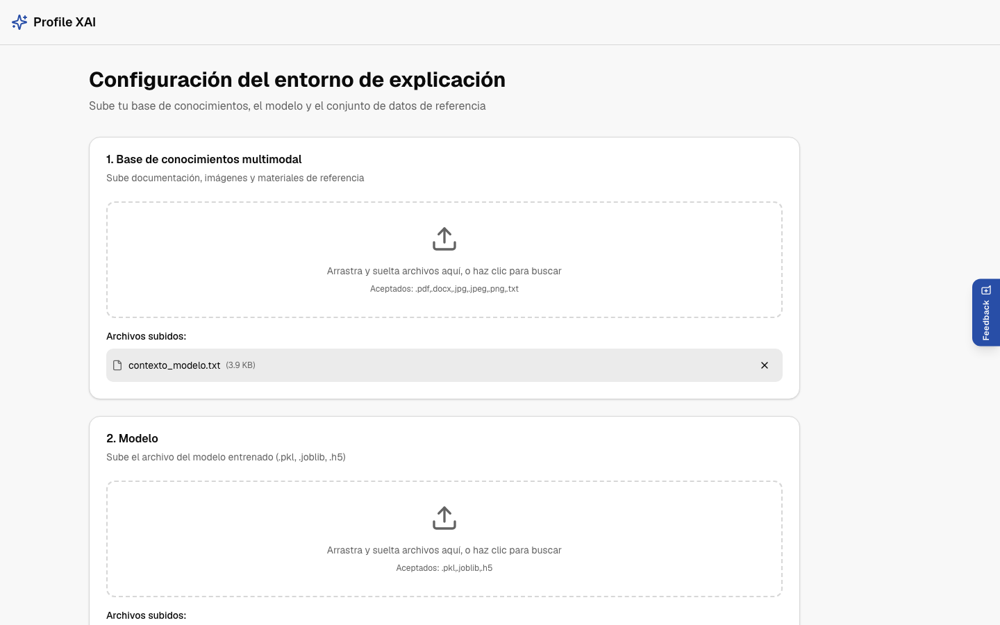 Profile XAI
Configuración del entorno de explicación
Sube tu base de conocimientos, el modelo y el conjunto de datos de referencia
1. Base de conocimientos multimodal
Sube documentación, imágenes y materiales de referencia
Arrastra y suelta archivos aquí, o haz clic para buscar
Aceptados: .pdf,.docx,.jpg,.jpeg,.png,.txt
Archivos subidos:
contexto_modelo.txt (3.9 KB)
Feedback
2. Modelo
Sube el archivo del modelo entrenado (.pkl, .joblib, .h5)
Arrastra y suelta archivos aquí, o haz clic para buscar
Aceptados: .pkl,.joblib,.h5
Archivos subidos: